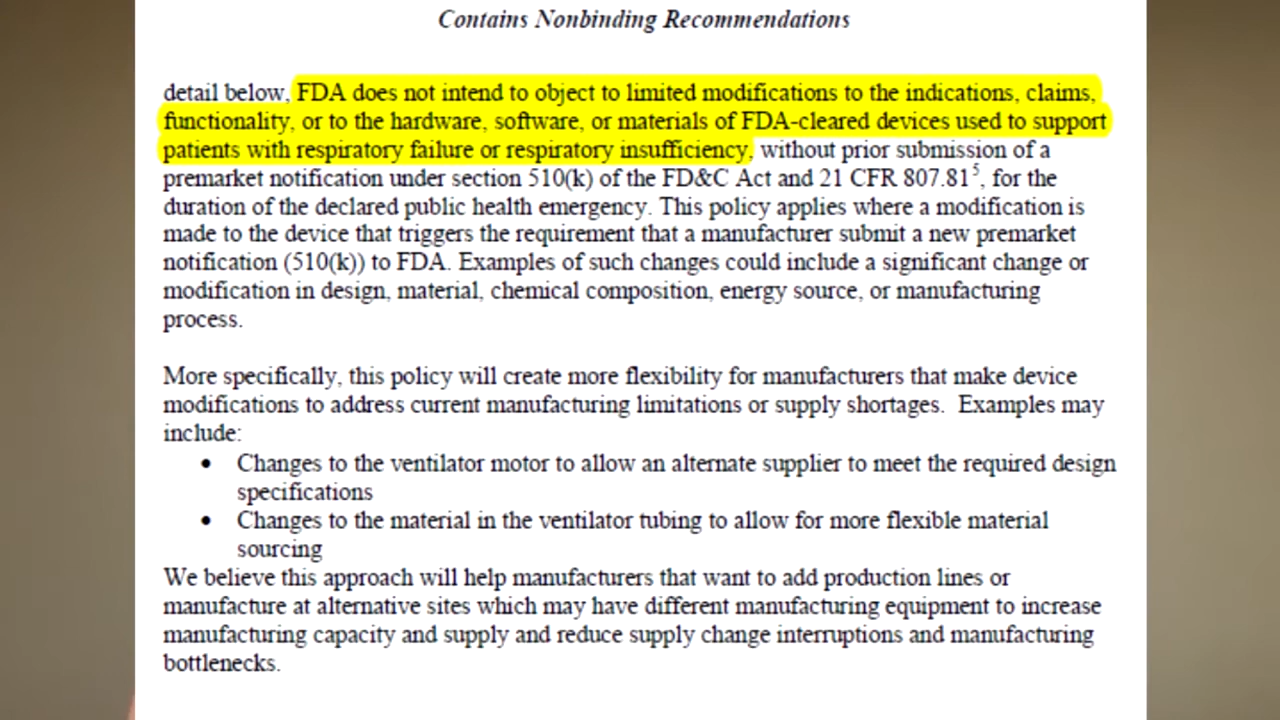 Contains Nonbinding Recommendations
detail below, FDA does not intend to object to limited modifications to the indications, claims,
functionality, or to the hardware, software, or materials of FDA-cleared devices used to support
patients with respiratory failure or respiratory insufficiency, without prior submission of a
premarket notification under section 510(k) of the FD&C Act and 21 CFR 807.81⁵, for the
duration of the declared public health emergency. This policy applies where a modification is
made to the device that triggers the requirement that a manufacturer submit a new premarket
notification (510(k)) to FDA. Examples of such changes could include a significant change or
modification in design, material, chemical composition, energy source, or manufacturing
process.
More specifically, this policy will create more flexibility for manufacturers that make device
modifications to address current manufacturing limitations or supply shortages. Examples may
include:
• Changes to the ventilator motor to allow an alternate supplier to meet the required design
specifications
• Changes to the material in the ventilator tubing to allow for more flexible material
sourcing
We believe this approach will help manufacturers that want to add production lines or
manufacture at alternative sites which may have different manufacturing equipment to increase
manufacturing capacity and supply and reduce supply change interruptions and manufacturing
bottlenecks.